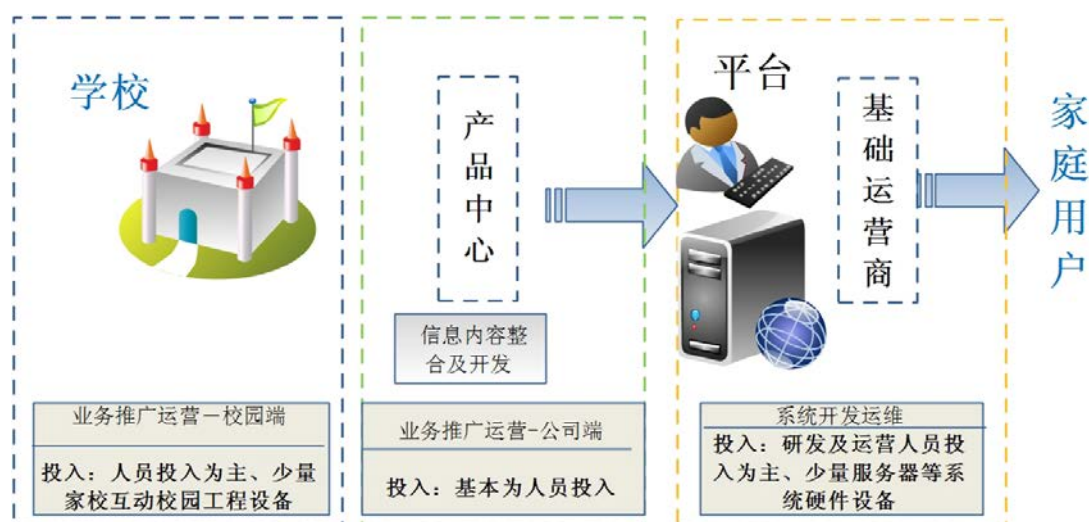 学校
业务推广运营－校园端
投入：人员投入为主、少量
家校互动校园工程设备
产品中心
信息内容整
合及开发
业务推广运营-公司端
投入：基本为人员投入
平台
基础运营商
系统开发运维
投入：研发及运营人员投
入为主、少量服务器等系
统硬件设备
家庭用户